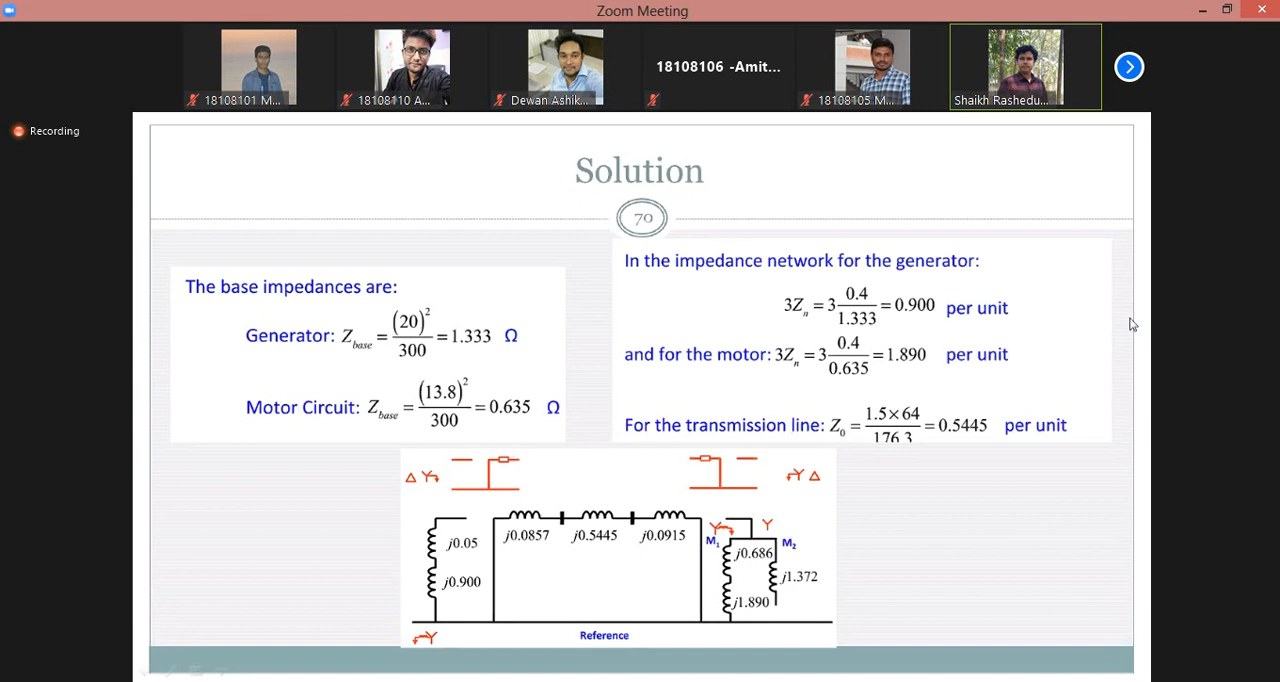 Zoom Meeting
18108101 M...
18108110 A...
Dewan Ashik...
18108106 -Amit...
18108105 M...
Shaikh Rashedu...
Recording
Solution
70
The base impedances are:
Generator: Z_base = (20)^2 / 300 = 1.333 Ω
Motor Circuit: Z_base = (13.8)^2 / 300 = 0.635 Ω
In the impedance network for the generator:
3Z_n = 3 0.4 / 1.333 = 0.900 per unit
and for the motor: 3Z_n = 3 0.4 / 0.635 = 1.890 per unit
For the transmission line: Z_0 = 1.5 × 64 / 176.3 = 0.5445 per unit
Δ Y
Y Δ
j0.05
j0.900
j0.0857
j0.5445
j0.0915
Y
Y
M_1
M_2
j0.686
j1.372
j1.890
Y
Reference